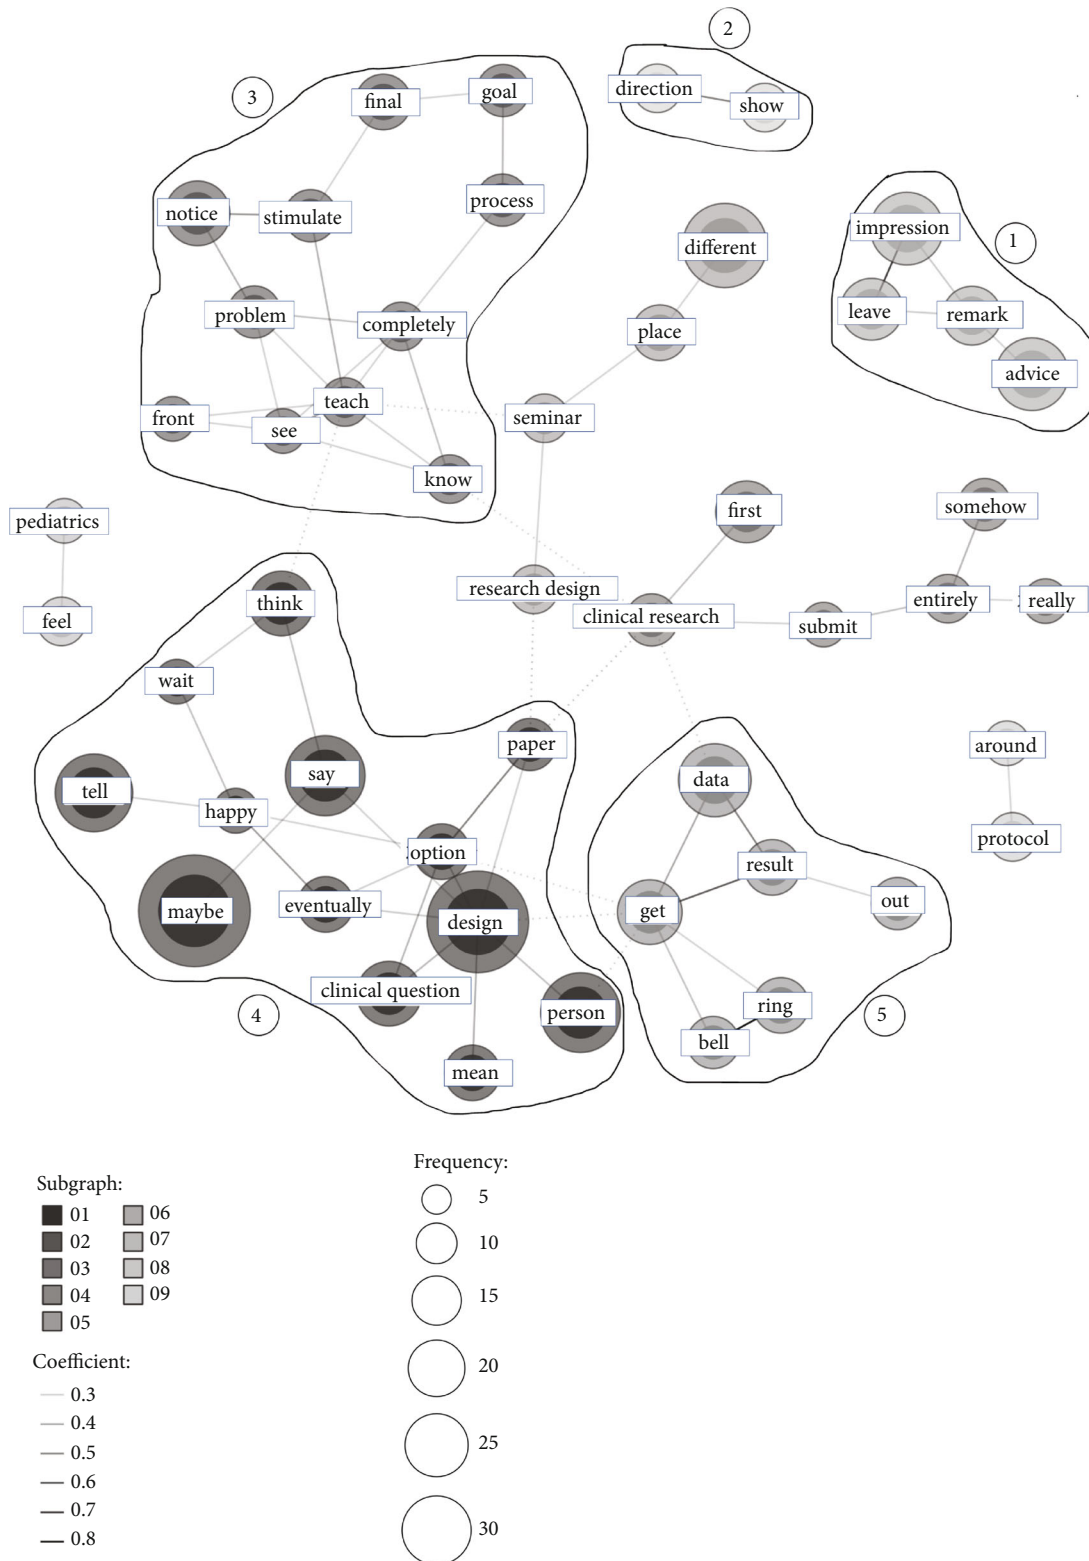 2
direction
show
3
final
goal
notice
stimulate
process
different
impression
1
leave
remark
advice
problem
completely
place
teach
front
see
seminar
know
pediatrics
feel
first
somehow
research design
clinical research
entirely
really
submit
think
wait
paper
tell
say
happy
data
around
protocol
option
result
maybe
eventually
design
get
out
clinical question
person
ring
4
5
bell
mean
Subgraph:
01
02
03
04
05
06
07
08
09
Coefficient:
0.3
0.4
0.5
0.6
0.7
0.8
Frequency:
5
10
15
20
25
30